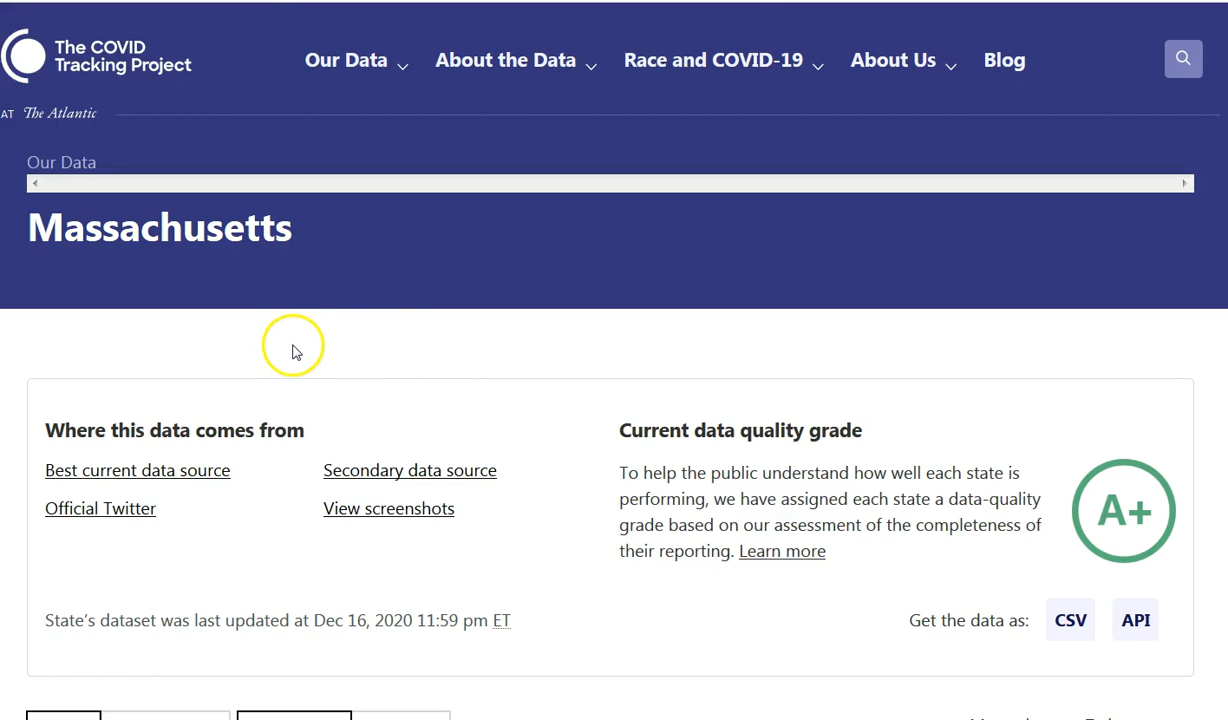 The COVID
Tracking Project
Our Data
About the Data
Race and COVID-19
About Us
Blog
AT The Atlantic
Our Data
Massachusetts
Where this data comes from
Best current data source
Secondary data source
Official Twitter
View screenshots
Current data quality grade
To help the public understand how well each state is
performing, we have assigned each state a data-quality
grade based on our assessment of the completeness of
their reporting. Learn more
A+
State’s dataset was last updated at Dec 16, 2020 11:59 pm ET
Get the data as: CSV API